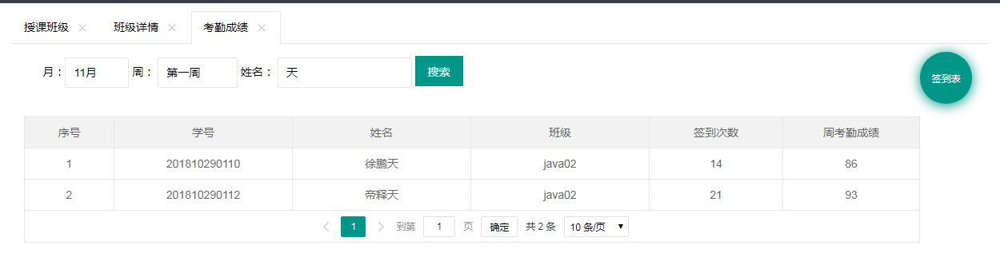 授课班级 班级详情 考勤成绩
月： 11月 周： 第一周 姓名： 天 搜索 签到表
序号 学号 姓名 班级 签到次数 周考勤成绩
1 201810290110 徐鹏天 java02 14 86
2 201810290112 帝释天 java02 21 93
1 到第 1 页 确定 共 2 条 10 条/页